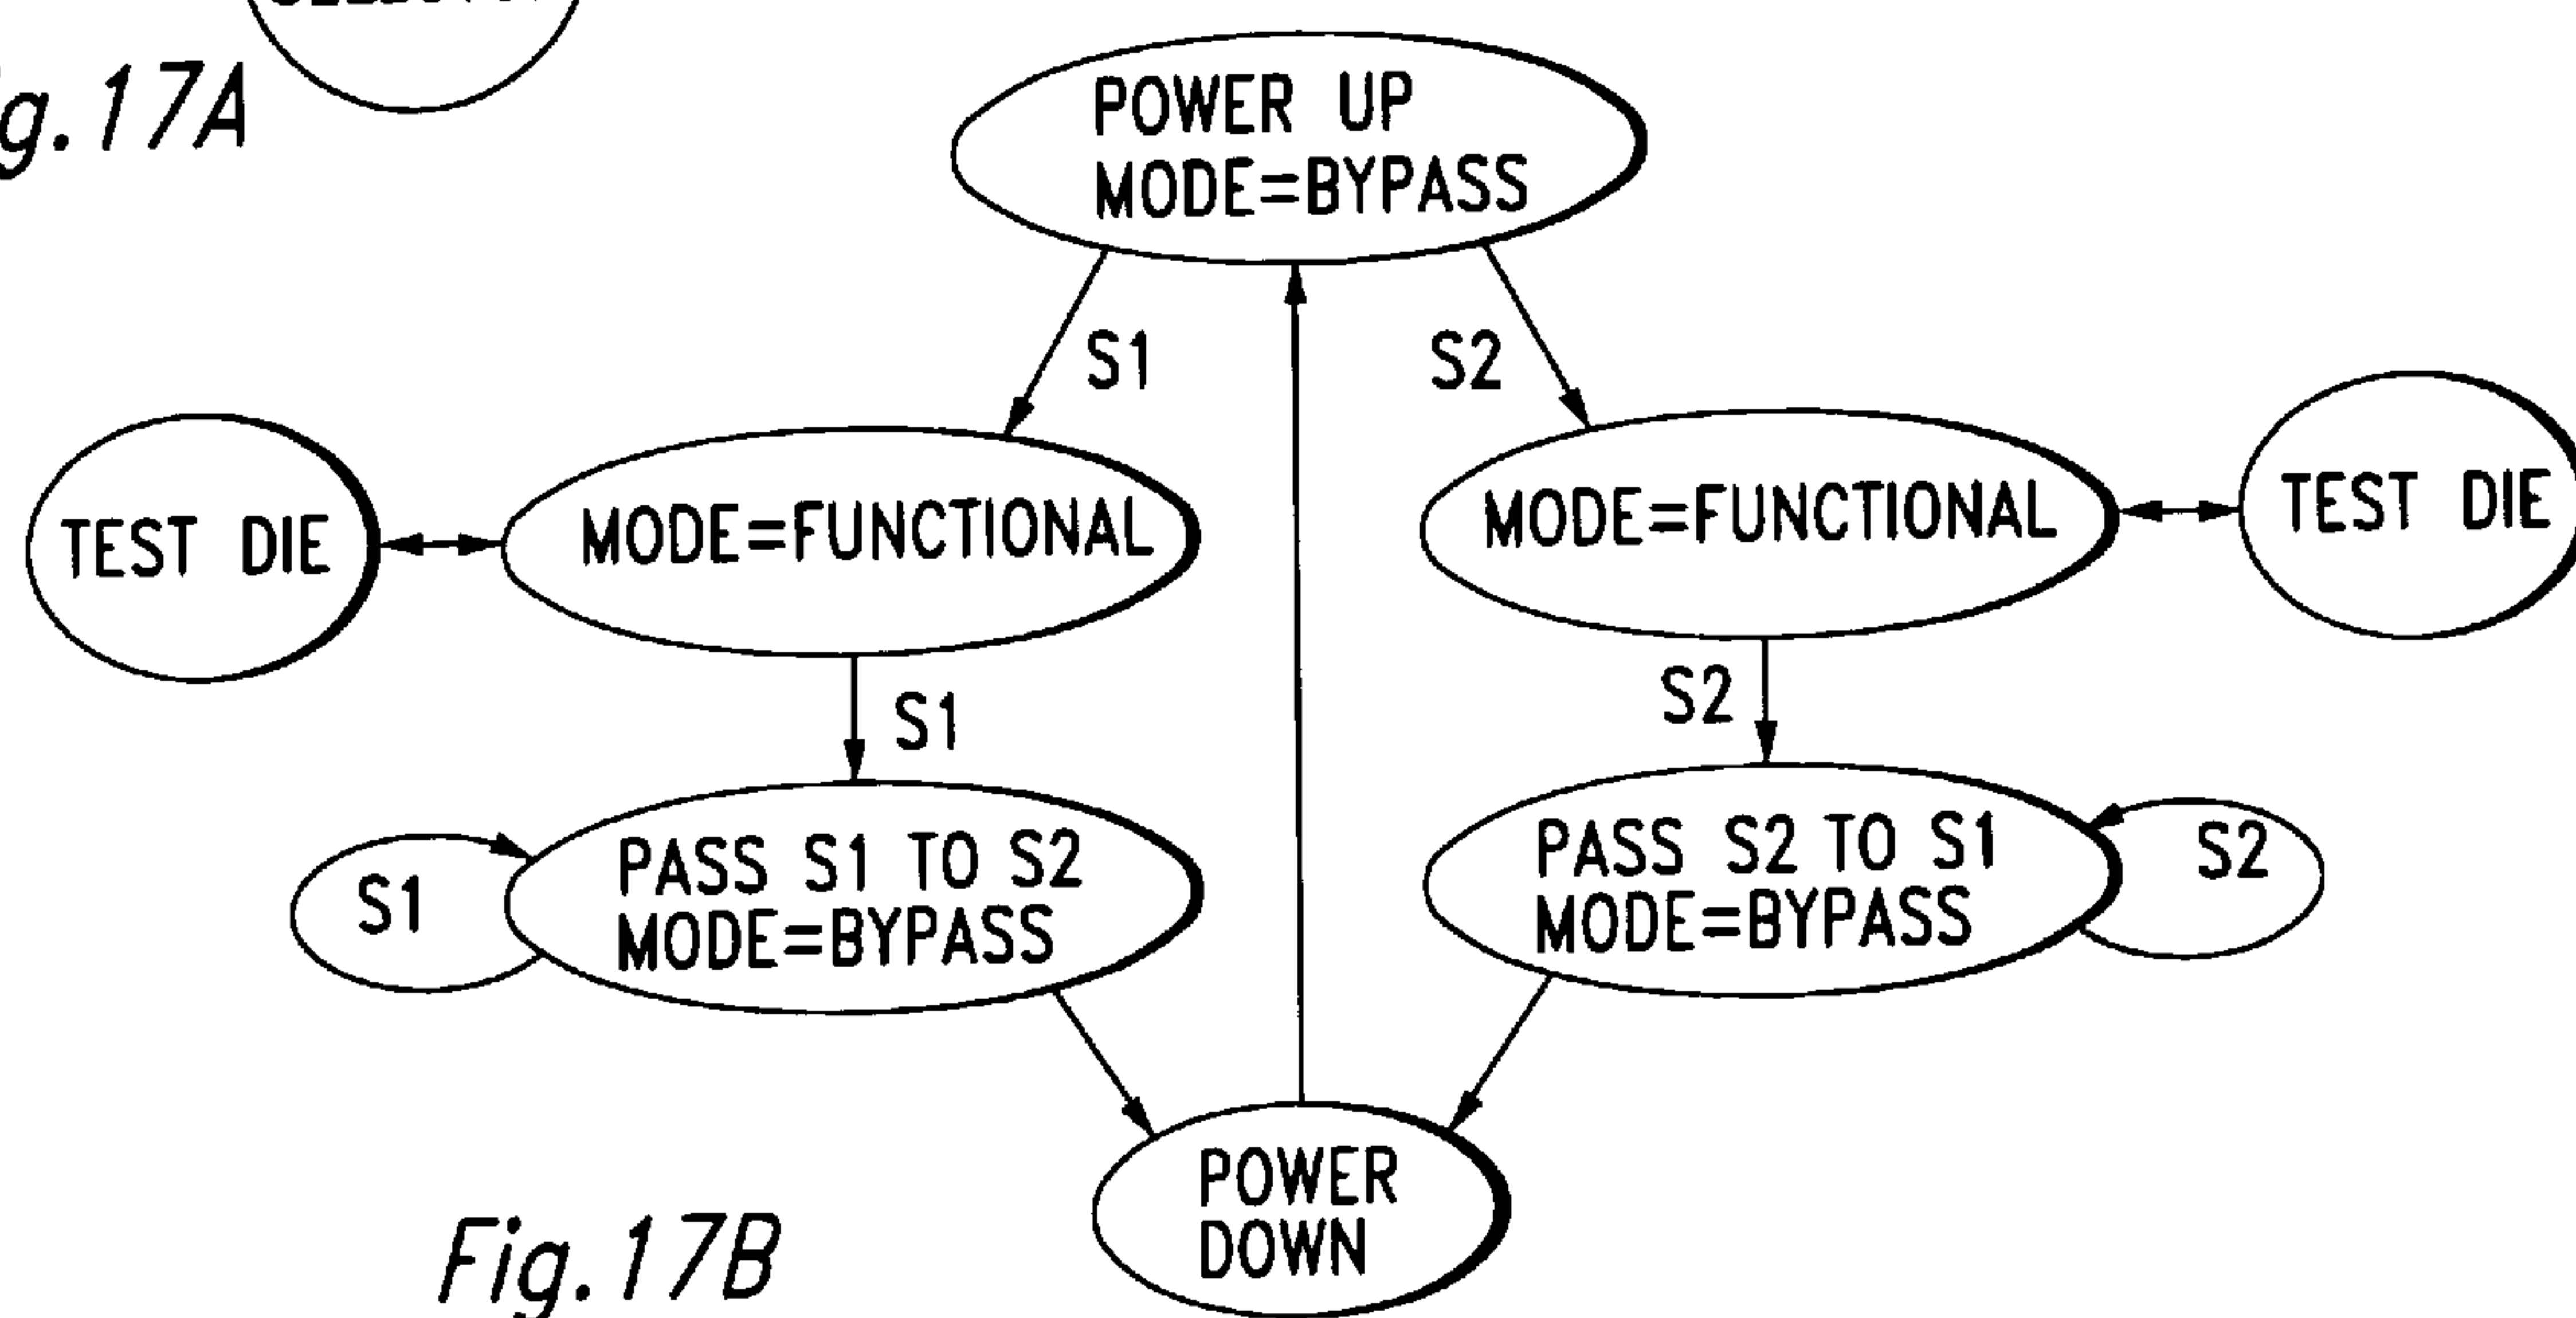 17A
POWER UP
MODE=BYPASS
S1
S2
TEST DIE
MODE=FUNCTIONAL
MODE=FUNCTIONAL
TEST DIE
S1
S2
S1
PASS S1 TO S2
MODE=BYPASS
PASS S2 TO S1
MODE=BYPASS
S2
POWER
DOWN
Fig.17B